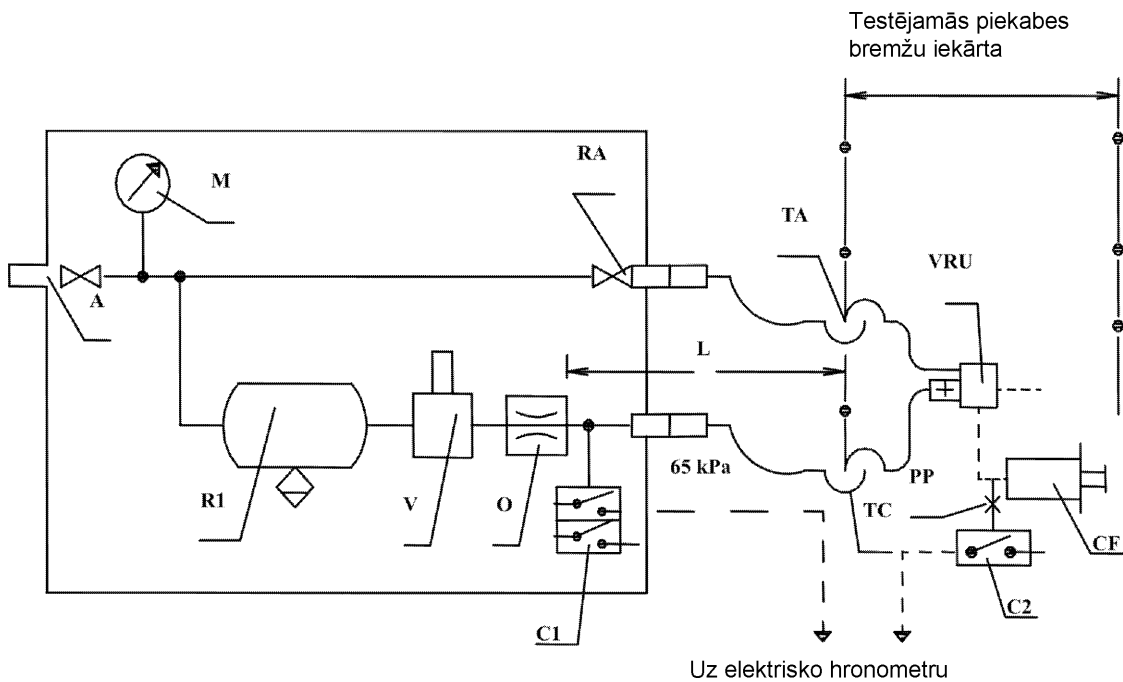 Testējamās piekabes
bremžu iekārta
RA
M
TA
VRU
A
L
65 kPa
PP
R1
V
O
TC
CF
C1
C2
Uz elektrisko hronometru